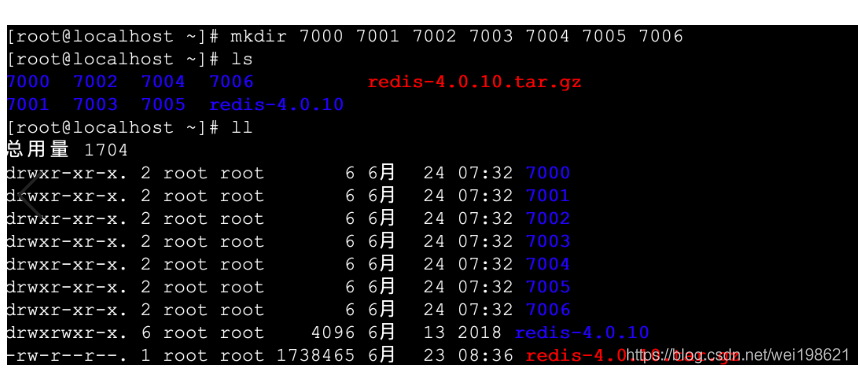 [root@localhost ~]# mkdir 7000 7001 7002 7003 7004 7005 7006
[root@localhost ~]# ls
7000 7002 7004 7006 redis-4.0.10.tar.gz
7001 7003 7005 redis-4.0.10
[root@localhost ~]# ll
总用量 1704
drwxr-xr-x. 2 root root 6 6月 24 07:32 7000
drwxr-xr-x. 2 root root 6 6月 24 07:32 7001
drwxr-xr-x. 2 root root 6 6月 24 07:32 7002
drwxr-xr-x. 2 root root 6 6月 24 07:32 7003
drwxr-xr-x. 2 root root 6 6月 24 07:32 7004
drwxr-xr-x. 2 root root 6 6月 24 07:32 7005
drwxr-xr-x. 2 root root 6 6月 24 07:32 7006
drwxrwxr-x. 6 root root 4096 6月 13 2018 redis-4.0.10
-rw-r--r--. 1 root root 1738465 6月 23 08:36 redis-4.0.10.tar.gz
https://blog.csdn.net/wei198621